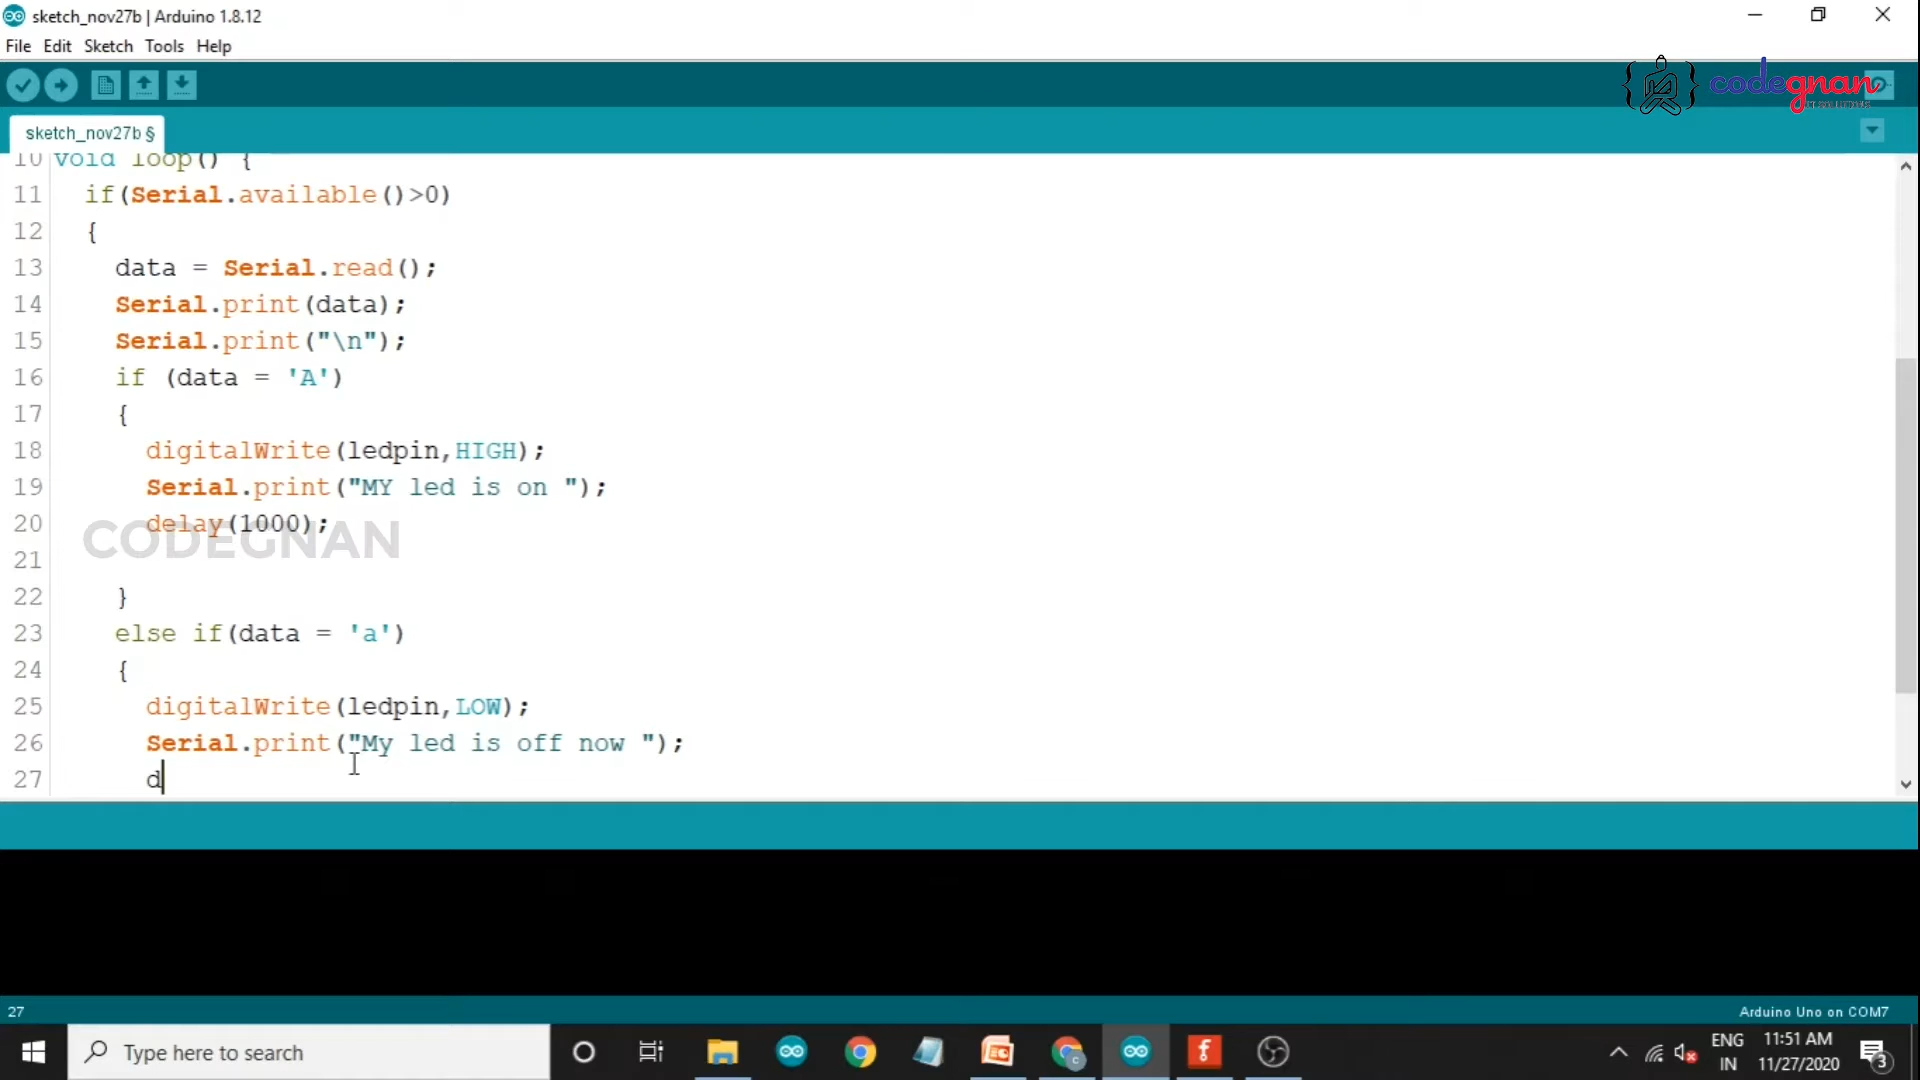 sketch_nov27b | Arduino 1.8.12
File Edit Sketch Tools Help
codegnan
IT SOLUTIONS
sketch_nov27b §
10 void loop() {
11 if(Serial.available()>0)
12 {
13 data = Serial.read();
14 Serial.print(data);
15 Serial.print("\n");
16 if (data = 'A')
17 {
18 digitalWrite(ledpin,HIGH);
19 Serial.print("MY led is on ");
20 delay(1000);
CODEGNAN
21
22 }
23 else if(data = 'a')
24 {
25 digitalWrite(ledpin,LOW);
26 Serial.print("My led is off now ");
27 d
27
Arduino Uno on COM7
Type here to search
ENG
IN
11:51 AM
11/27/2020
3